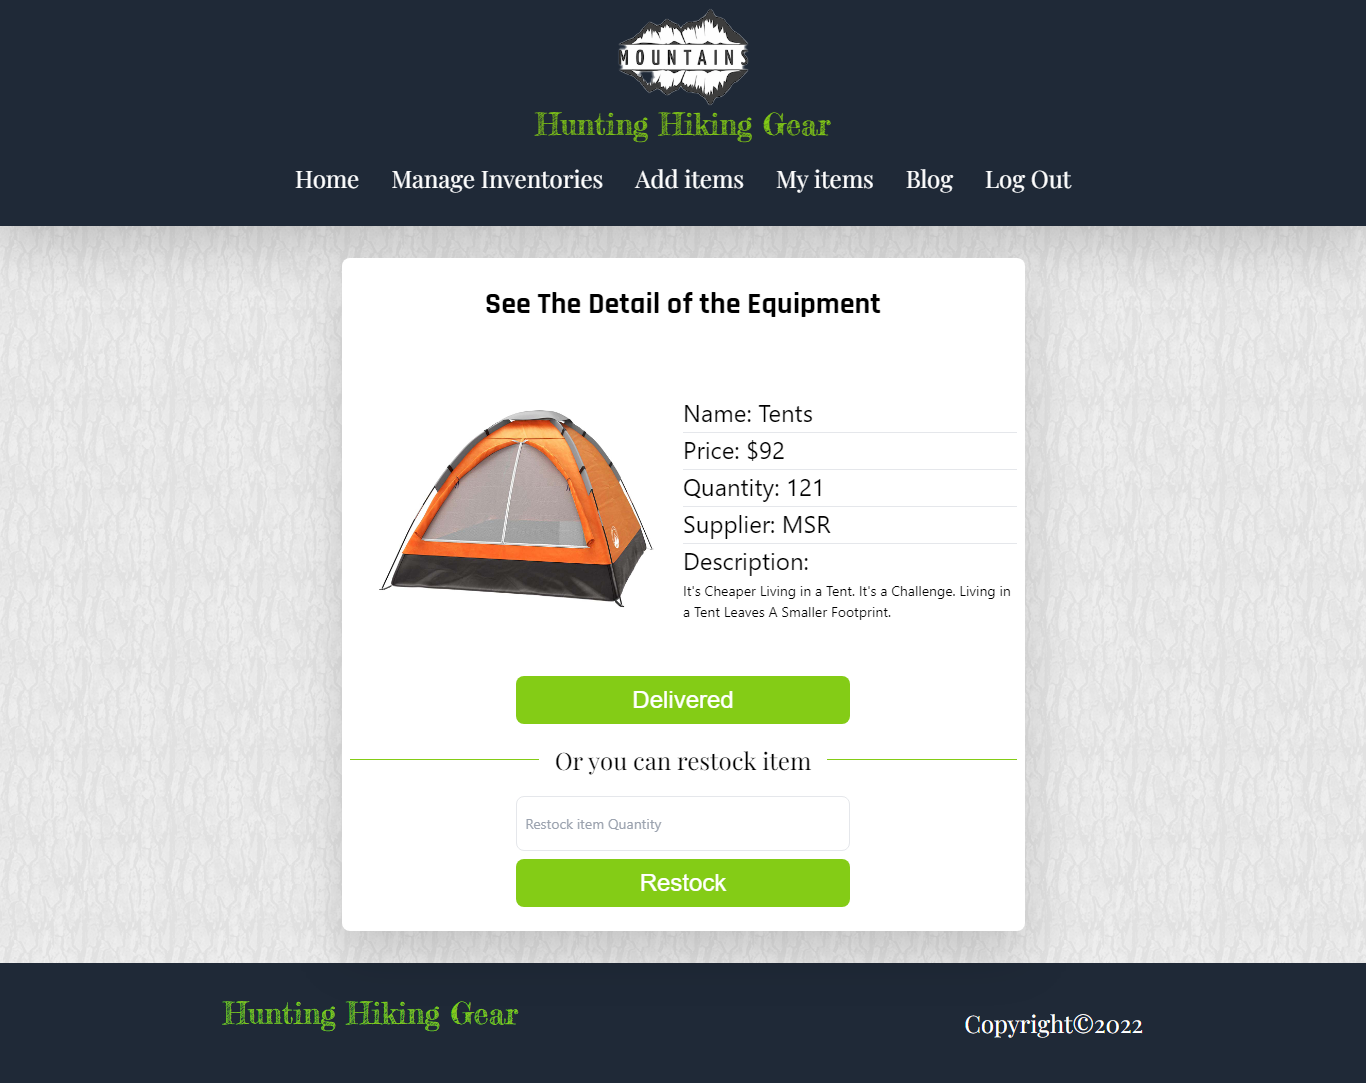 MOUNTAINS
Hunting Hiking Gear
Home Manage Inventories Add items My items Blog Log Out
See The Detail of the Equipment
Name: Tents
Price: $92
Quantity: 121
Supplier: MSR
Description:
It's Cheaper Living in a Tent. It's a Challenge. Living in
a Tent Leaves A Smaller Footprint.
Delivered
Or you can restock item
Restock item Quantity
Restock
Hunting Hiking Gear
Copyright©2022